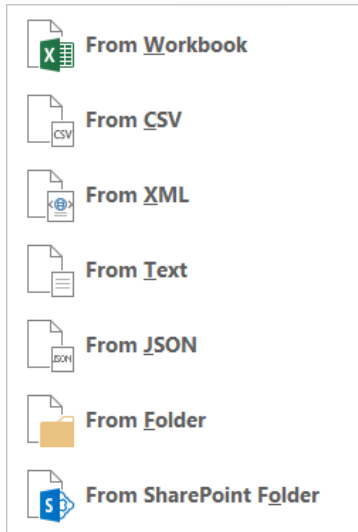 From Workbook
CSV
From CSV
From XML
From Text
JSON
From JSON
From Folder
S
From SharePoint Folder